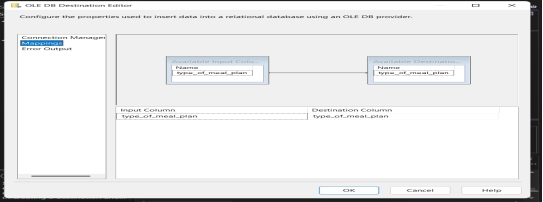 OLE DB Destination Editor
Configure the properties used to insert data into a relational database using an OLE DB provider.
Connection Manager
Mappings
Error Output
Available Input Colu...
Name
type_of_meal_plan
Available Destinatio...
Name
type_of_meal_plan
Input Column
Destination Column
type_of_meal_plan
type_of_meal_plan
OK
Cancel
Help